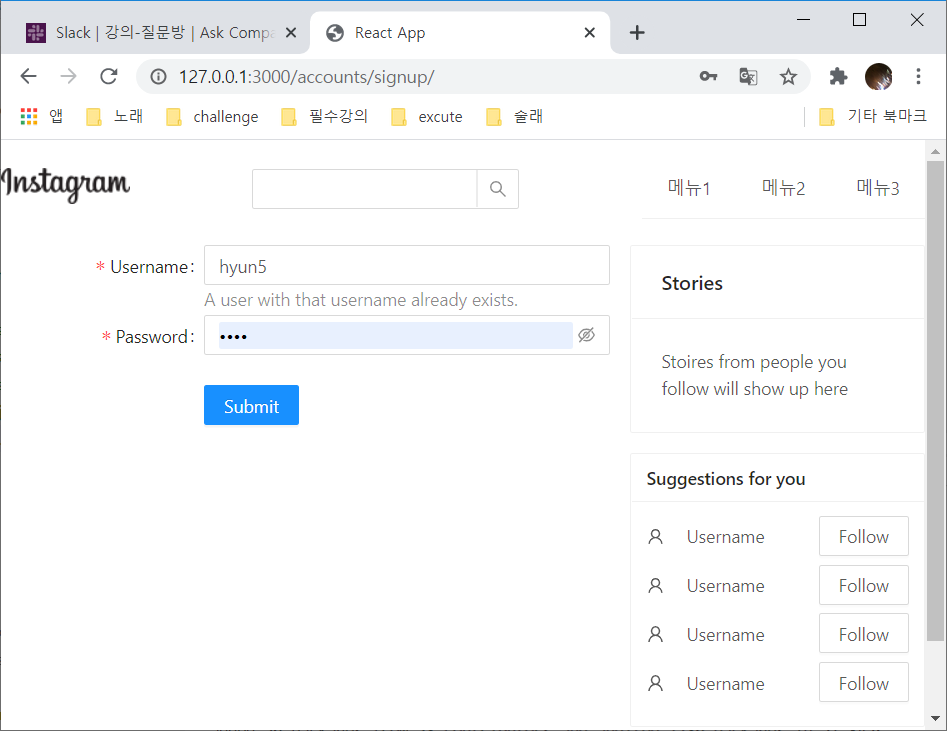 Slack | 강의-질문방 | Ask Compa
React App
127.0.0.1:3000/accounts/signup/
앱 노래 challenge 필수강의 excute 술래 기타 북마크
Instagram
메뉴1 메뉴2 메뉴3
* Username: hyun5
A user with that username already exists.
* Password: ••••
Submit
Stories
Stoires from people you
follow will show up here
Suggestions for you
Username Follow
Username Follow
Username Follow
Username Follow